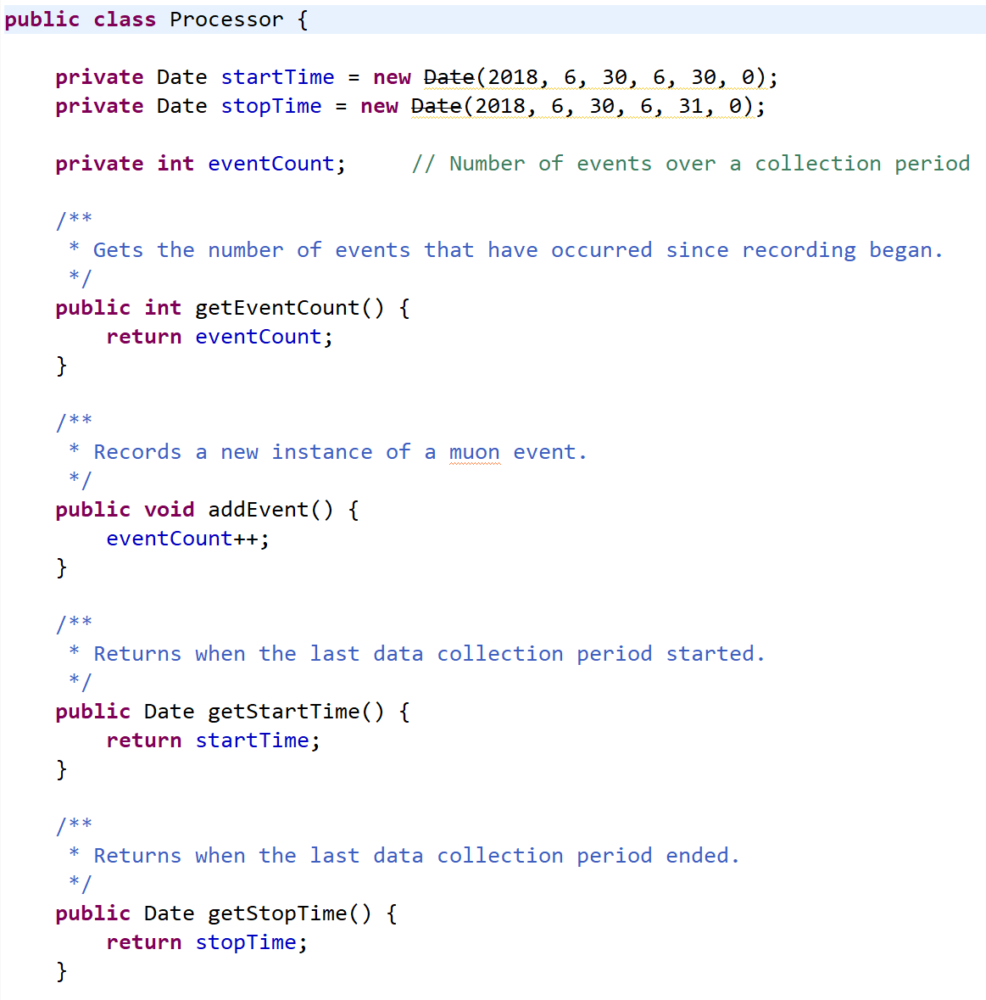 public class Processor {
private Date startTime = new Date(2018, 6, 30, 6, 30, 0);
private Date stopTime = new Date(2018, 6, 30, 6, 31, 0);
private int eventCount;     // Number of events over a collection period
/**
 * Gets the number of events that have occurred since recording began.
 */
public int getEventCount() {
return eventCount;
}
/**
 * Records a new instance of a muon event.
 */
public void addEvent() {
eventCount++;
}
/**
 * Returns when the last data collection period started.
 */
public Date getStartTime() {
return startTime;
}
/**
 * Returns when the last data collection period ended.
 */
public Date getStopTime() {
return stopTime;
}